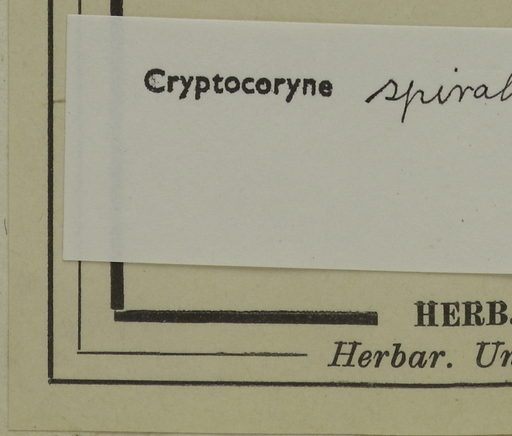 Cryptocoryne spiral
HERB.
Herbar. Un